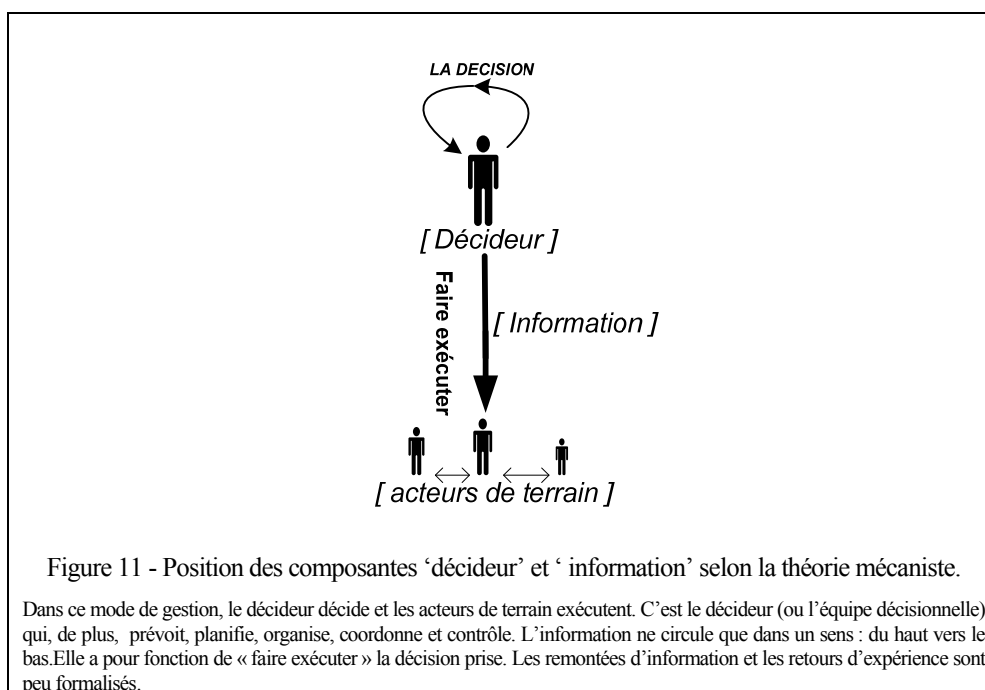 LA DECISION
[ Décideur ]
Faire exécuter
[ Information ]
[ acteurs de terrain ]
Figure 11 - Position des composantes ‘décideur’ et ‘ information’ selon la théorie mécaniste.
Dans ce mode de gestion, le décideur décide et les acteurs de terrain exécutent. C’est le décideur (ou l’équipe décisionnelle)
qui, de plus, prévoit, planifie, organise, coordonne et contrôle. L’information ne circule que dans un sens : du haut vers le
bas.Elle a pour fonction de « faire exécuter » la décision prise. Les remontées d’information et les retours d’expérience sont
peu formalisés.